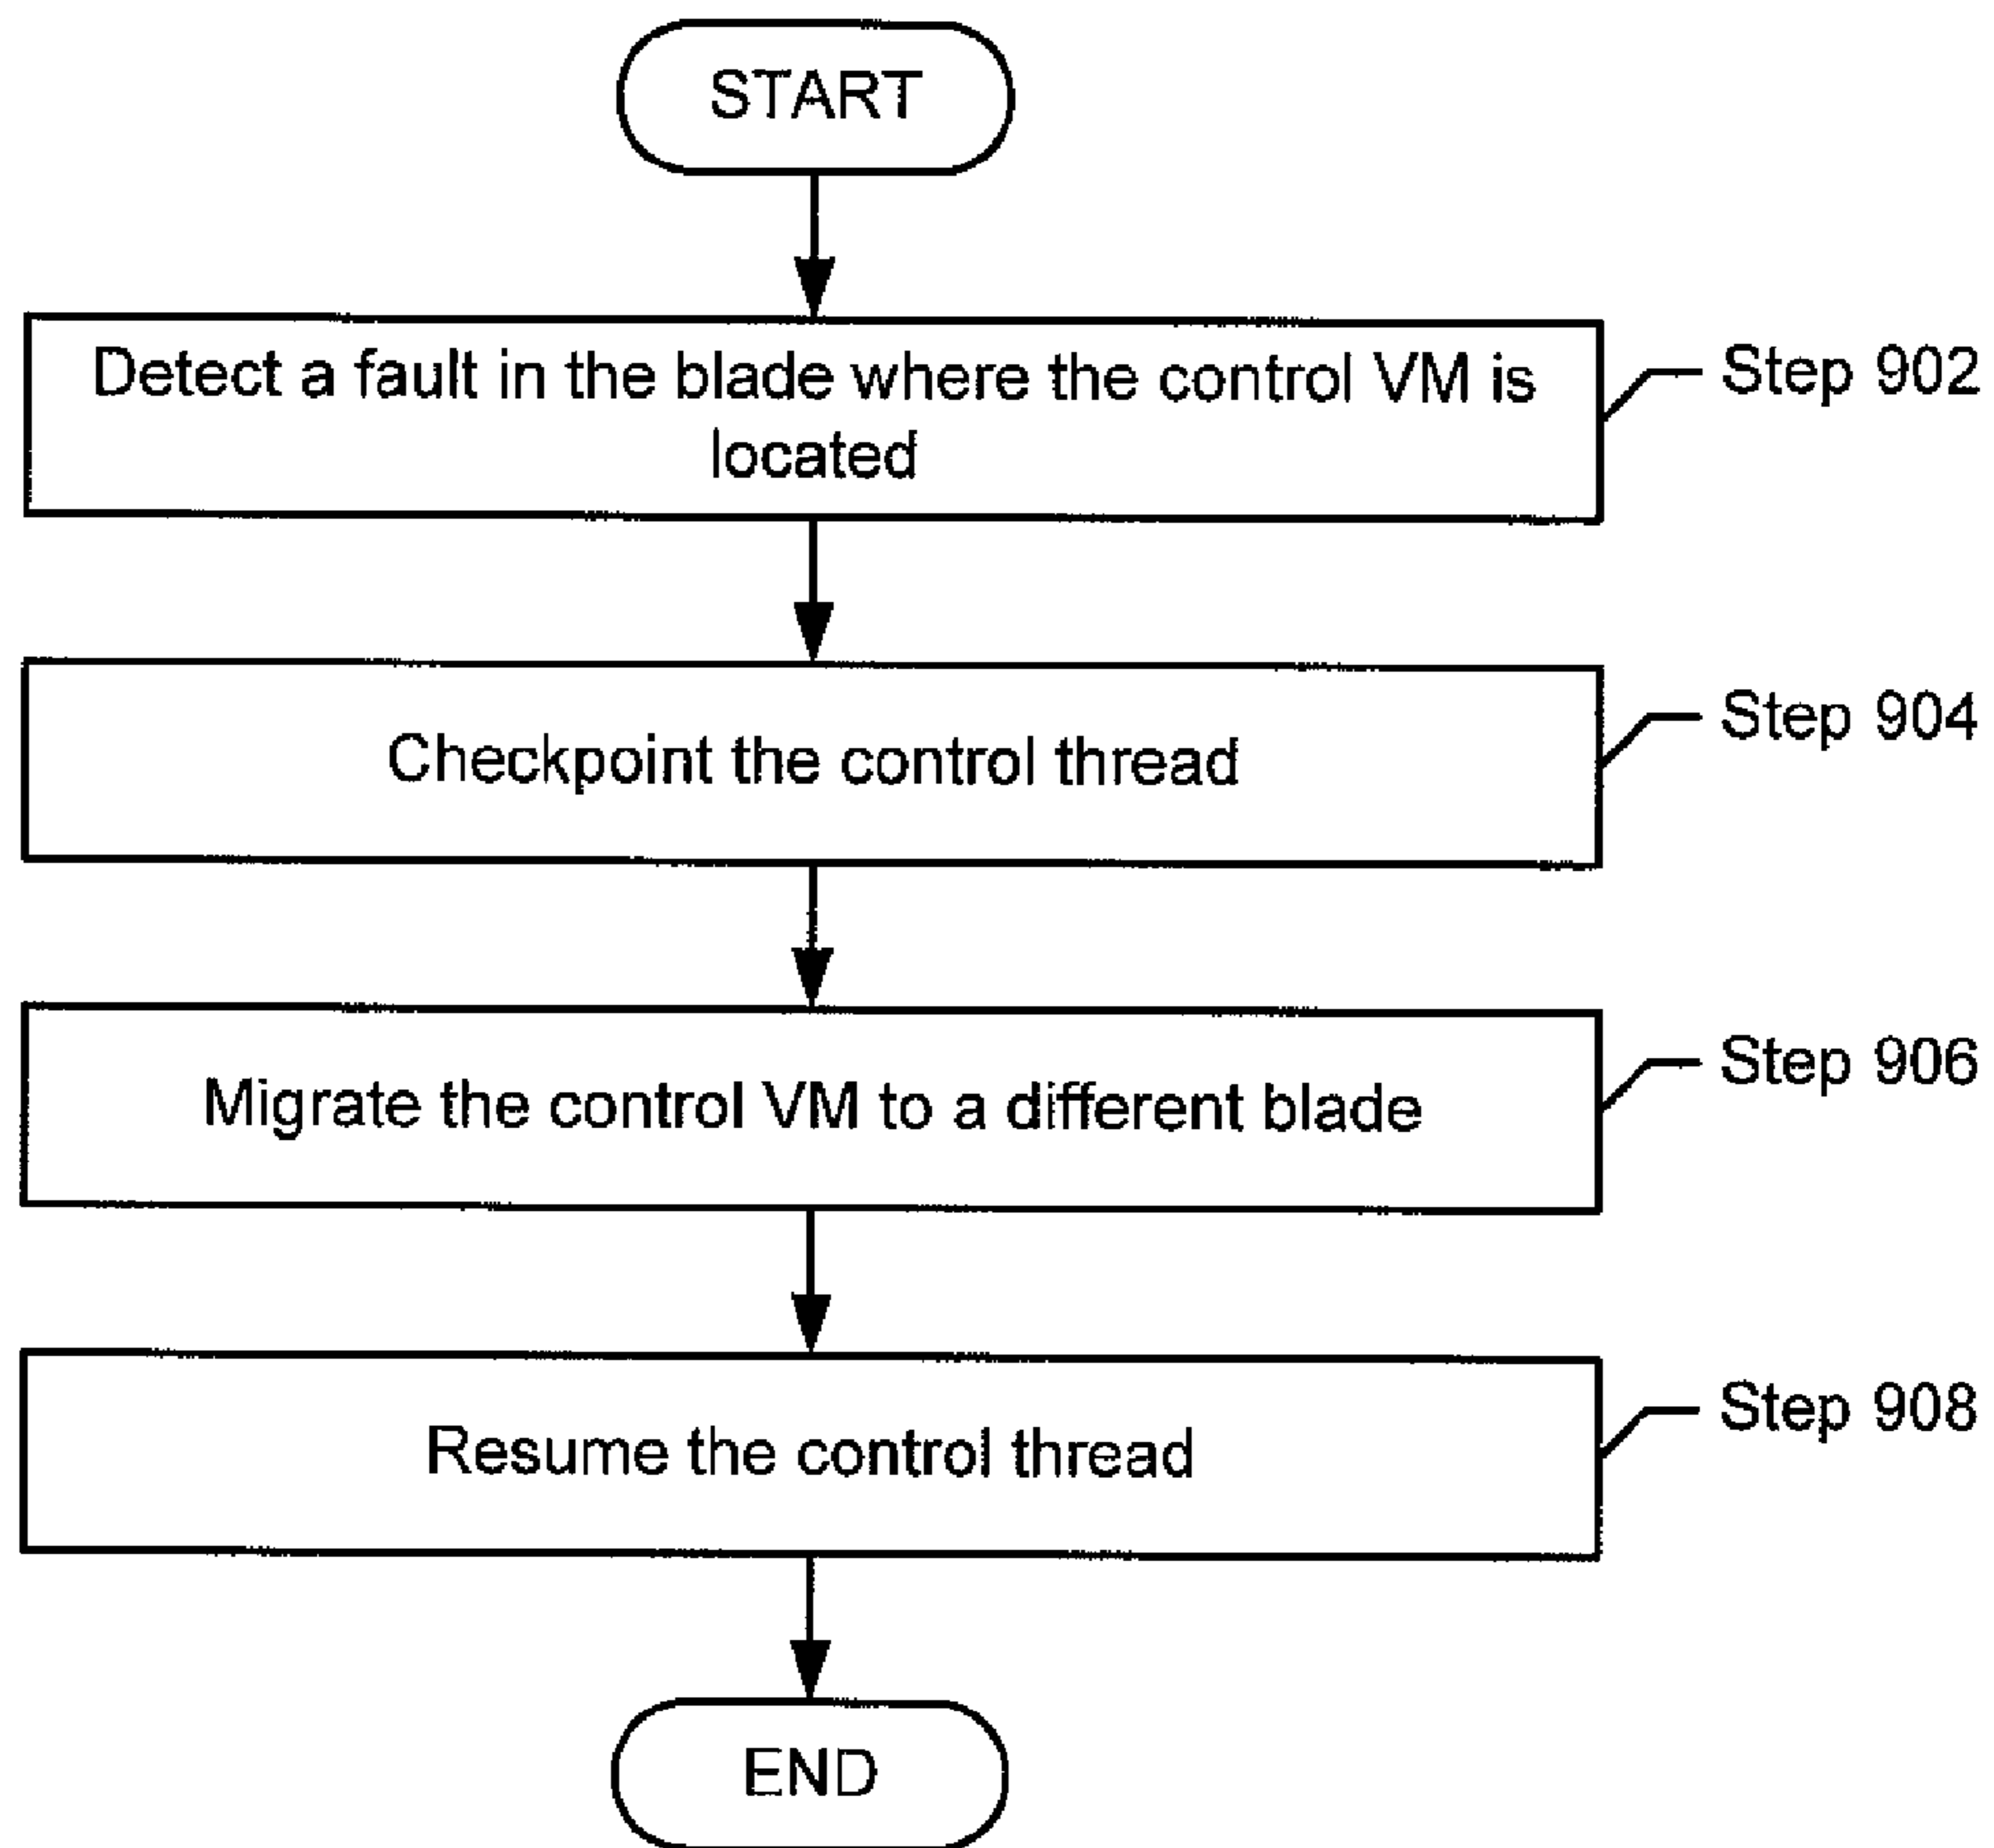 START
Detect a fault in the blade where the control VM is
located
Step 902
Checkpoint the control thread
Step 904
Migrate the control VM to a different blade
Step 906
Resume the control thread
Step 908
END